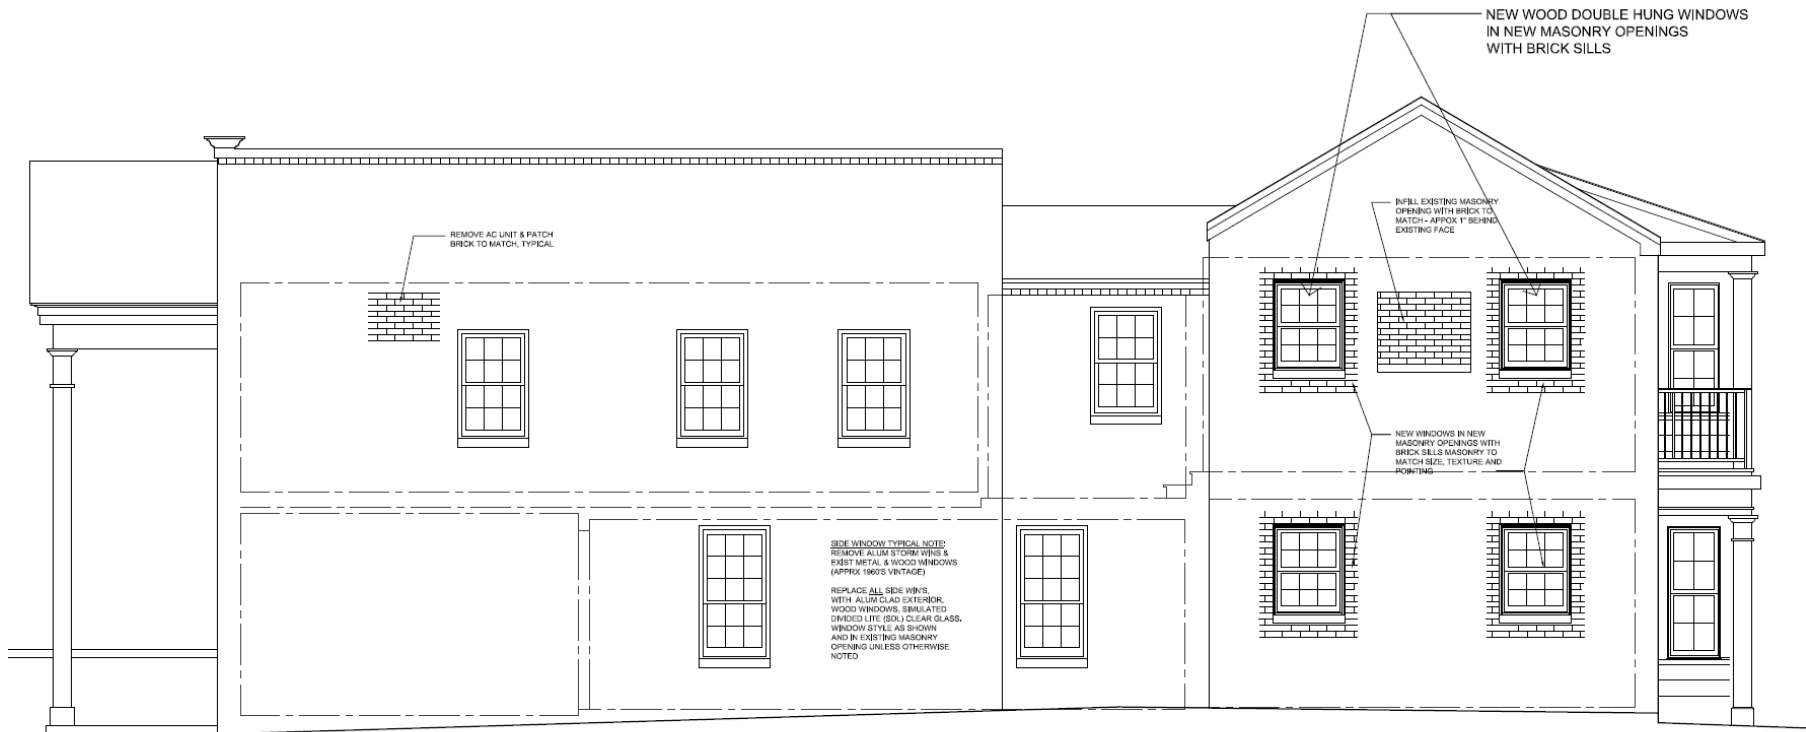 NEW WOOD DOUBLE HUNG WINDOWS
IN NEW MASONRY OPENINGS
WITH BRICK SILLS
REMOVE AC UNIT & PATCH
BRICK TO MATCH, TYPICAL
INFILL EXISTING MASONRY
OPENING WITH BRICK TO
MATCH - APPOX 1" BEHIND
EXISTING FACE
NEW WINDOWS IN NEW
MASONRY OPENINGS WITH
BRICK SILLS MASONRY TO
MATCH SIZE, TEXTURE AND
POINTING
SIDE WINDOW TYPICAL NOTE:
REMOVE ALUM STORM WINS &
EXIST METAL & WOOD WINDOWS
(APPRX 1960'S VINTAGE)
REPLACE ALL SIDE WIN'S,
WITH ALUM CLAD EXTERIOR,
WOOD WINDOWS, SIMULATED
DIVIDED LITE (SDL) CLEAR GLASS.
WINDOW STYLE AS SHOWN
AND IN EXISTING MASONRY
OPENING UNLESS OTHERWISE
NOTED